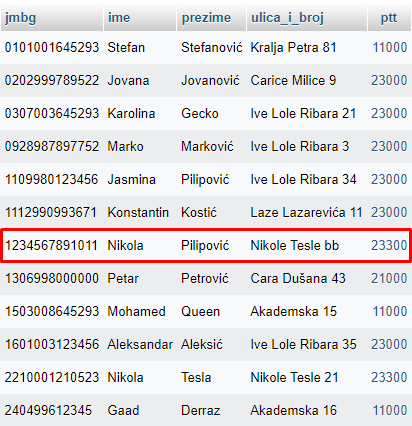 jmbg ime prezime ulica_i_broj ptt
0101001645293 Stefan Stefanović Kralja Petra 81 11000
0202999789522 Jovana Jovanović Carice Milice 9 23000
0307003645293 Karolina Gecko Ive Lole Ribara 21 23000
0928987897752 Marko Marković Ive Lole Ribara 3 23000
1109980123456 Jasmina Pilipović Ive Lole Ribara 34 23000
1112990993671 Konstantin Kostić Laze Lazarevića 11 23000
1234567891011 Nikola Pilipović Nikole Tesle bb 23300
1306998000000 Petar Petrović Cara Dušana 43 21000
1503008645293 Mohamed Queen Akademska 15 11000
1601003123456 Aleksandar Aleksić Ive Lole Ribara 35 23000
2210001210523 Nikola Tesla Nikole Tesle 21 23300
240499612345 Gaad Derraz Akademska 16 11000